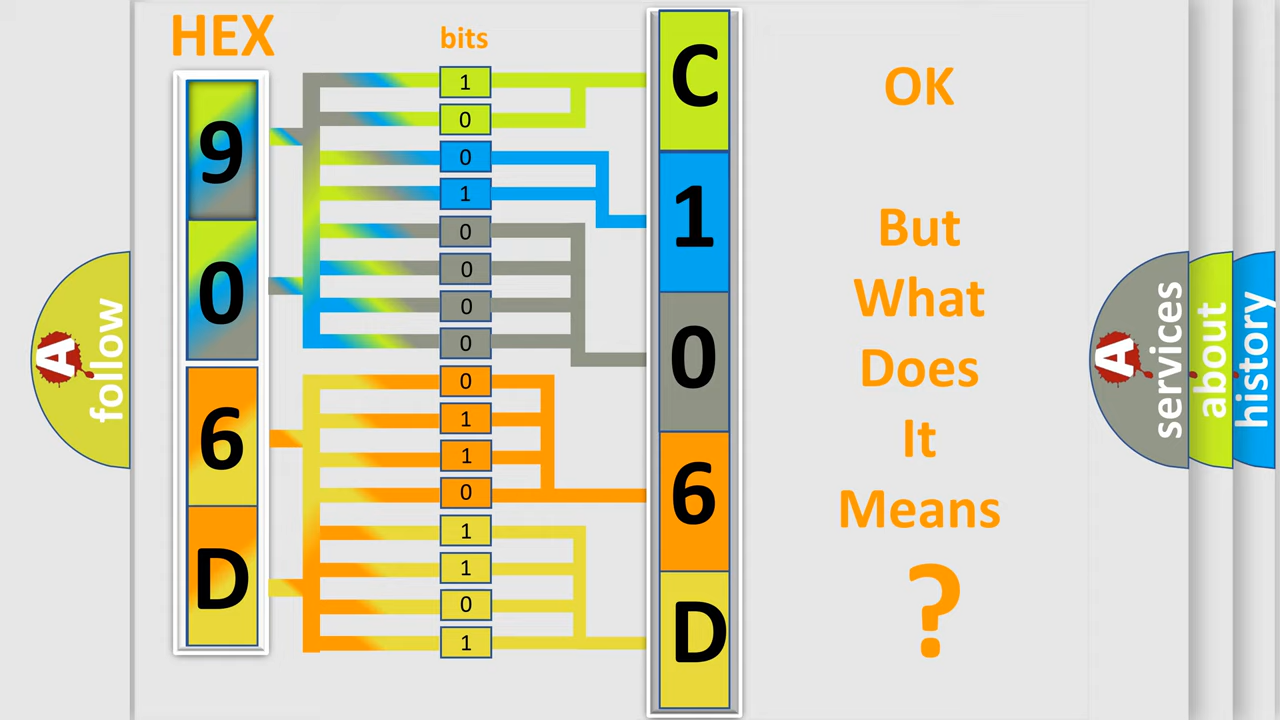 HEX
bits
9
0
6
D
1
0
0
1
0
0
0
0
0
1
1
0
1
1
0
1
C
1
0
6
D
OK
But
What
Does
It
Means
?
A
follow
A
services
about
history